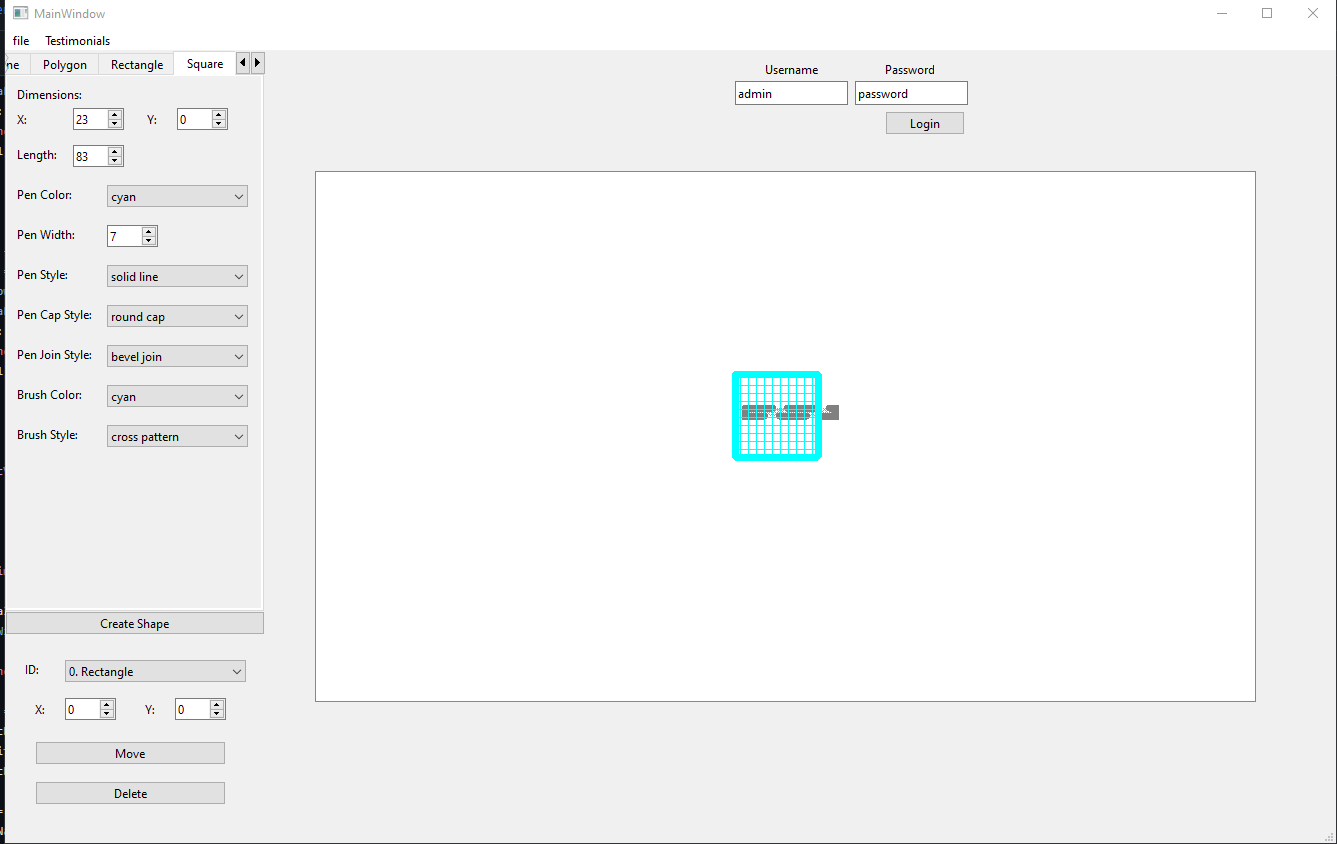 MainWindow
file Testimonials
ne Polygon Rectangle Square
Username Password
admin password
Login
Dimensions:
X: 23 Y: 0
Length: 83
Pen Color: cyan
Pen Width: 7
Pen Style: solid line
Pen Cap Style: round cap
Pen Join Style: bevel join
Brush Color: cyan
Brush Style: cross pattern
Create Shape
ID: 0. Rectangle
X: 0 Y: 0
Move
Delete